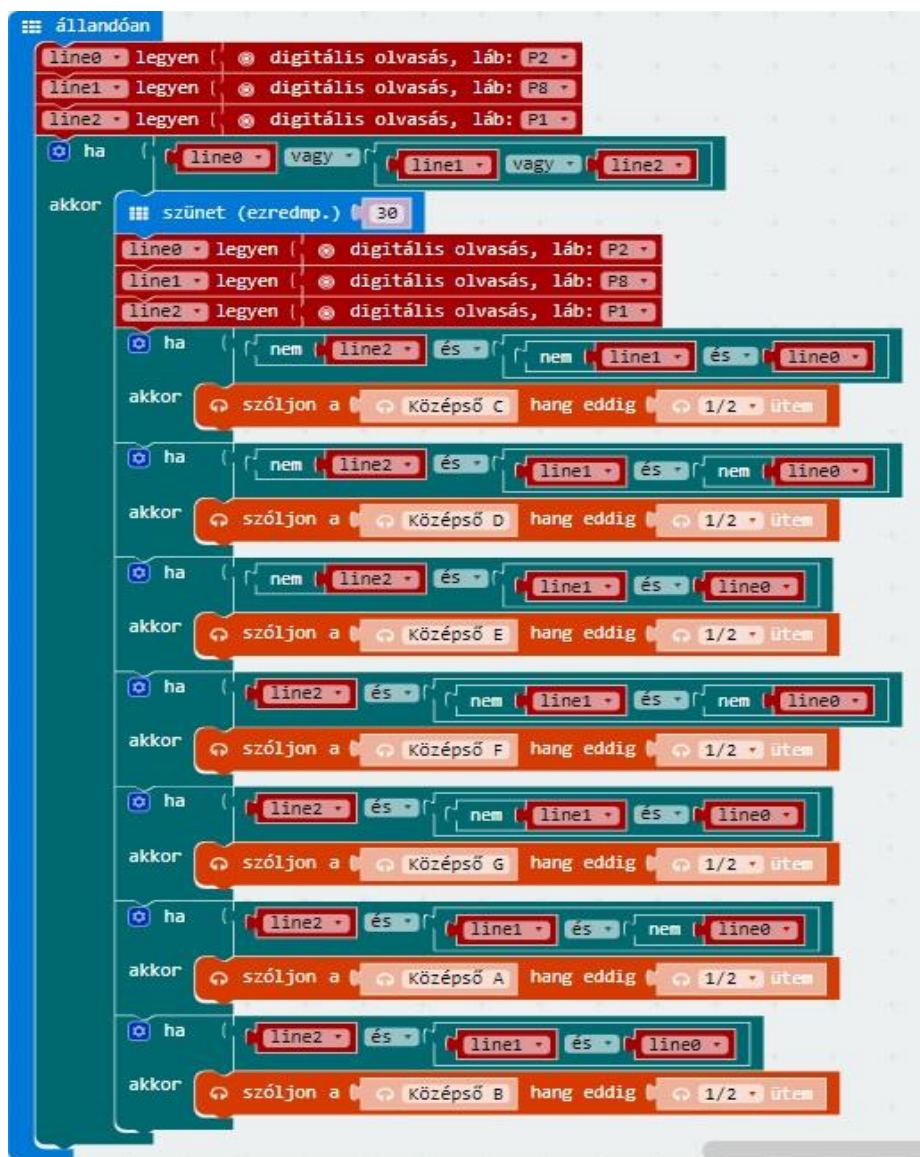 állandóan
line0 legyen digitális olvasás, láb: P2
line1 legyen digitális olvasás, láb: P8
line2 legyen digitális olvasás, láb: P1
ha line0 vagy line1 vagy line2
akkor szünet (ezredmp.) 30
line0 legyen digitális olvasás, láb: P2
line1 legyen digitális olvasás, láb: P8
line2 legyen digitális olvasás, láb: P1
ha nem line2 és nem line1 és line0
akkor szóljon a Középső C hang eddig 1/2 ütem
ha nem line2 és line1 és nem line0
akkor szóljon a Középső D hang eddig 1/2 ütem
ha nem line2 és line1 és line0
akkor szóljon a Középső E hang eddig 1/2 ütem
ha line2 és nem line1 és nem line0
akkor szóljon a Középső F hang eddig 1/2 ütem
ha line2 és nem line1 és line0
akkor szóljon a Középső G hang eddig 1/2 ütem
ha line2 és line1 és nem line0
akkor szóljon a Középső A hang eddig 1/2 ütem
ha line2 és line1 és line0
akkor szóljon a Középső B hang eddig 1/2 ütem